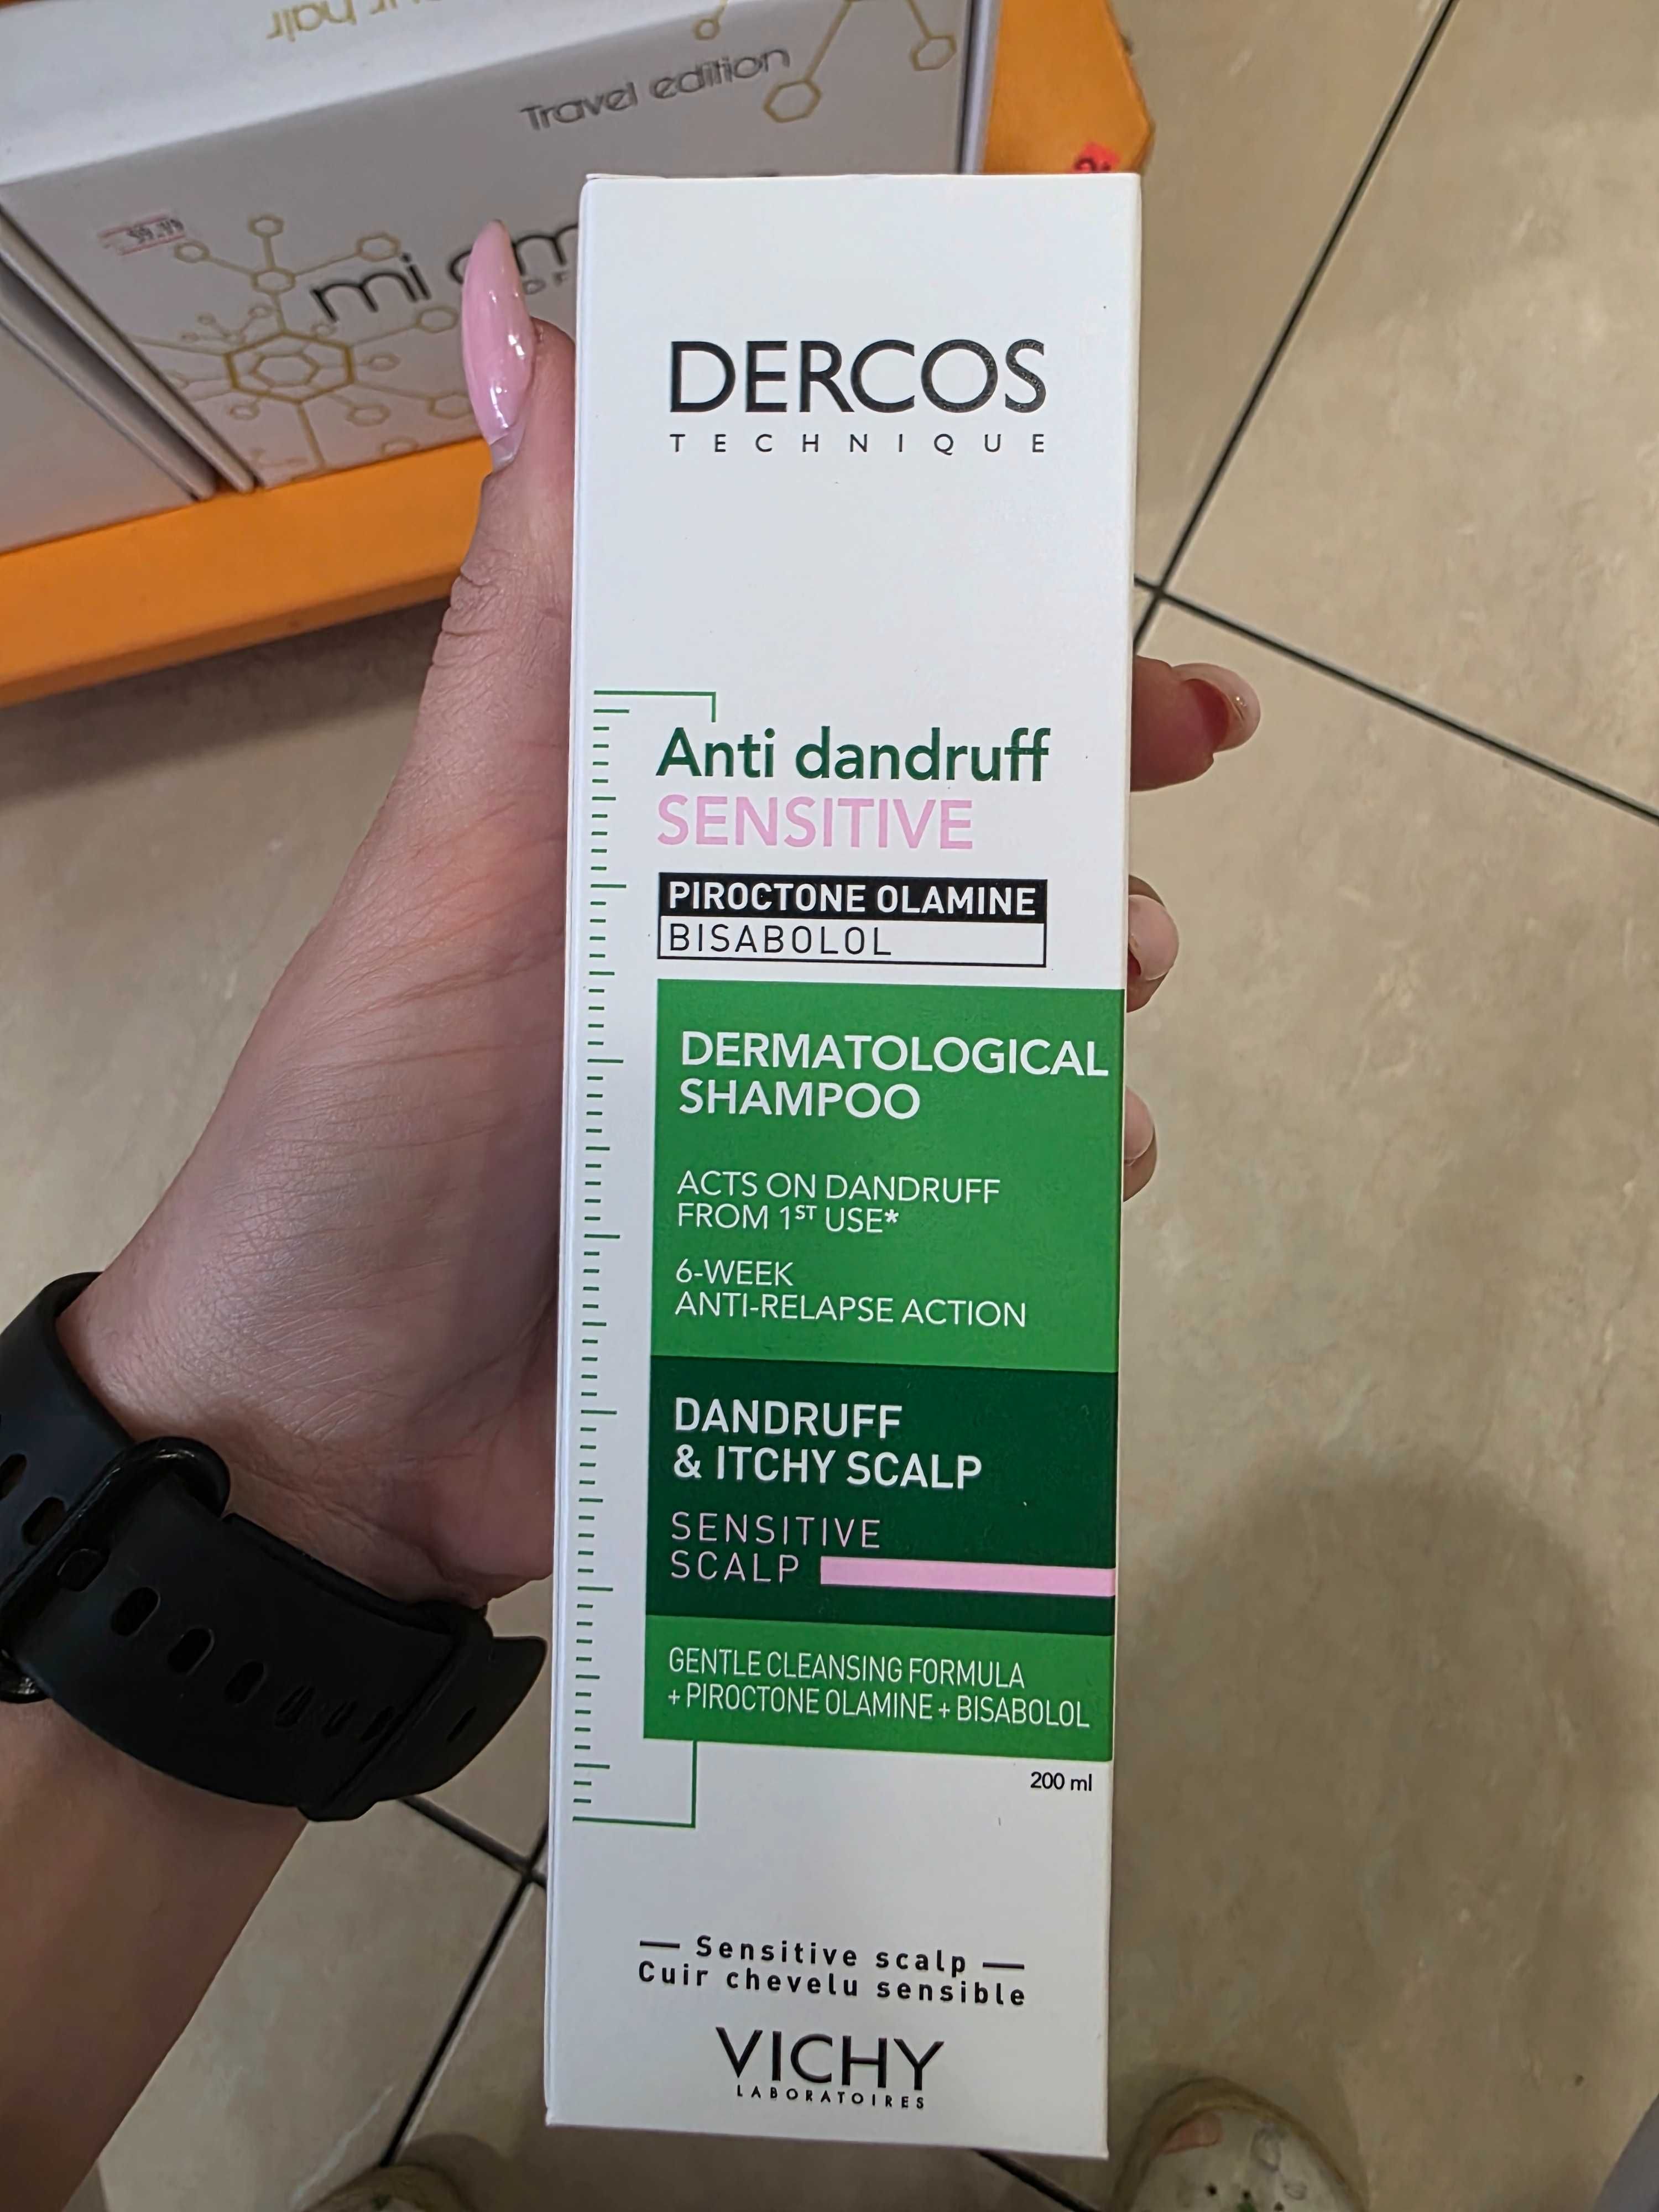 Travel edition
39.99
mi
DERCOS
TECHNIQUE
Anti dandruff
SENSITIVE
PIROCTONE OLAMINE
BISABOLOL
DERMATOLOGICAL
SHAMPOO
ACTS ON DANDRUFF
FROM 1ST USE*
6-WEEK
ANTI-RELAPSE ACTION
DANDRUFF
& ITCHY SCALP
SENSITIVE
SCALP
GENTLE CLEANSING FORMULA
+ PIROCTONE OLAMINE + BISABOLOL
200 ml
— Sensitive scalp —
Cuir chevelu sensible
VICHY
LABORATOIRES